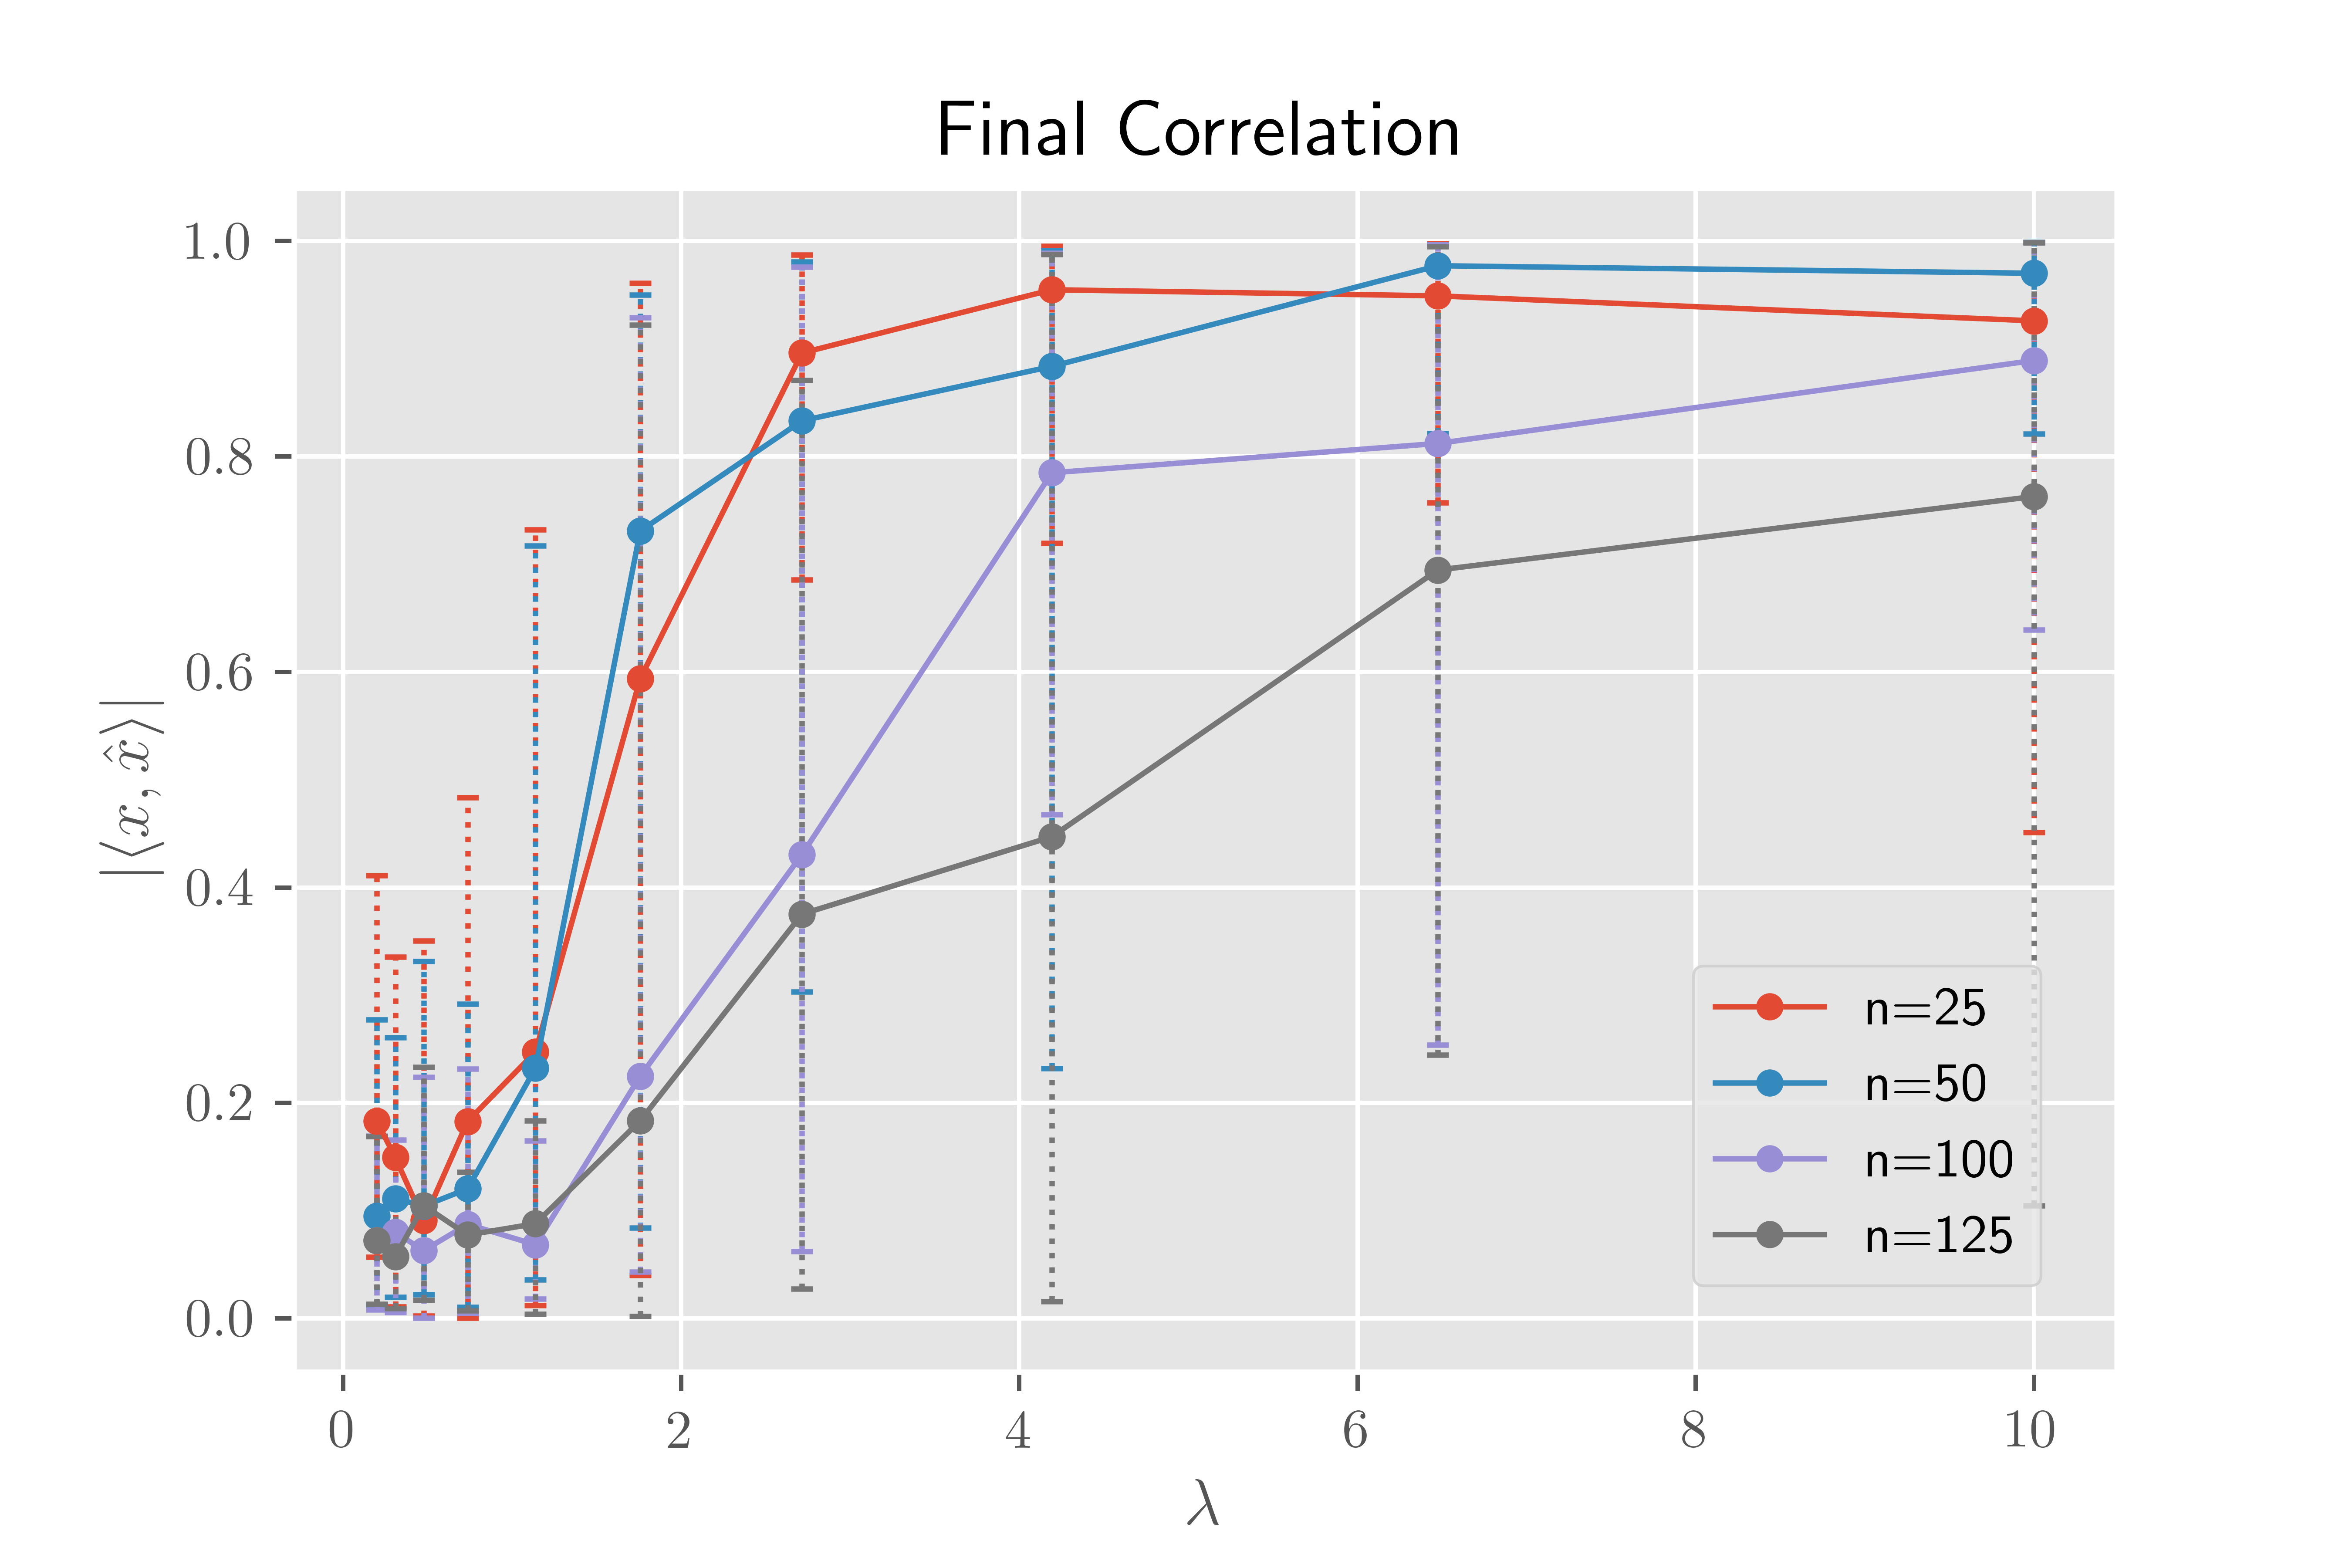 Final Correlation
|⟨x, x̂⟩|
1.0
0.8
0.6
0.4
0.2
0.0
0 2 4 6 8 10
λ
n=25
n=50
n=100
n=125